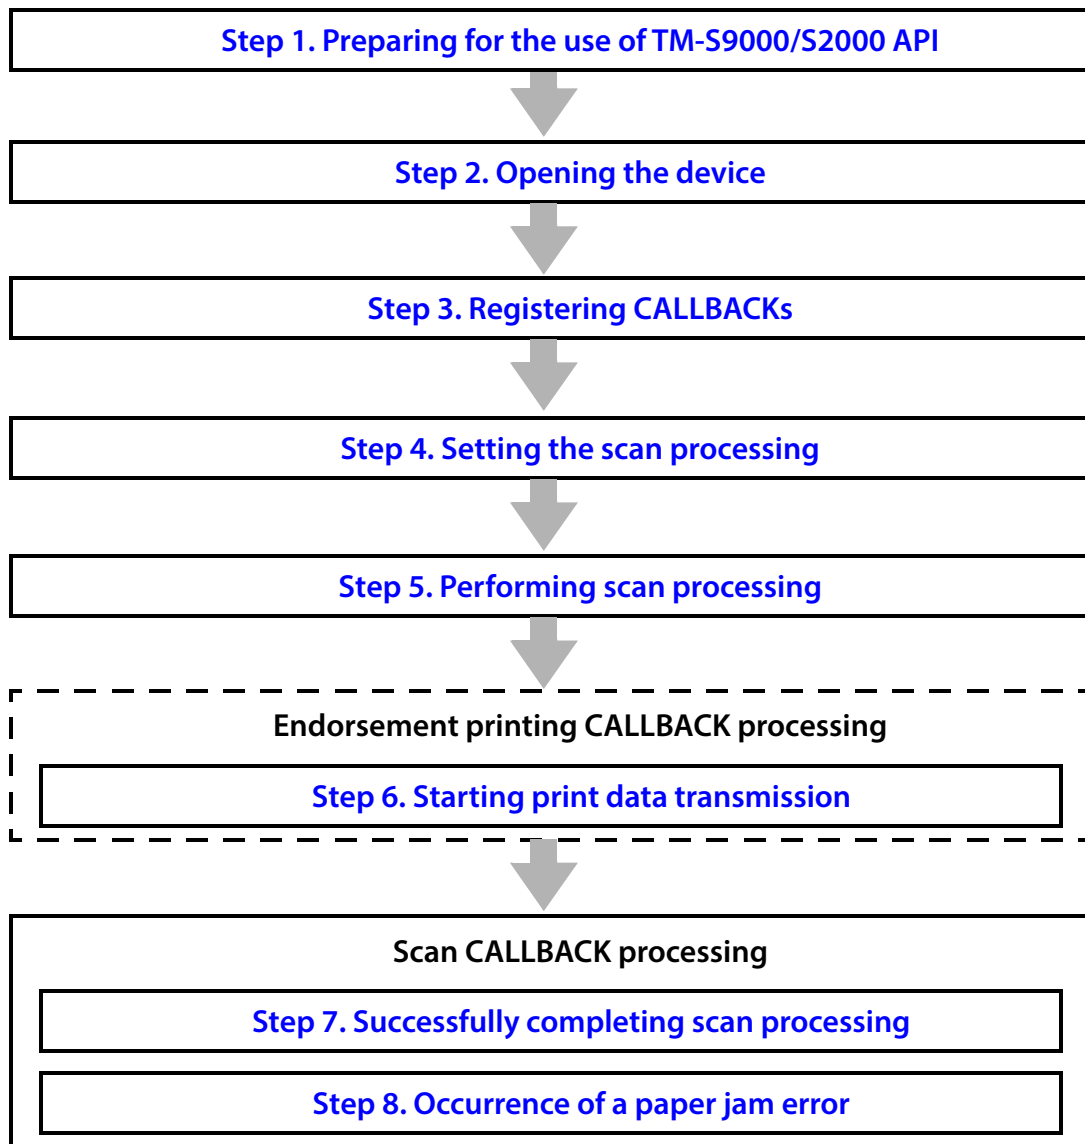 Step 1. Preparing for the use of TM-S9000/S2000 API
Step 2. Opening the device
Step 3. Registering CALLBACKs
Step 4. Setting the scan processing
Step 5. Performing scan processing
Endorsement printing CALLBACK processing
Step 6. Starting print data transmission
Scan CALLBACK processing
Step 7. Successfully completing scan processing
Step 8. Occurrence of a paper jam error